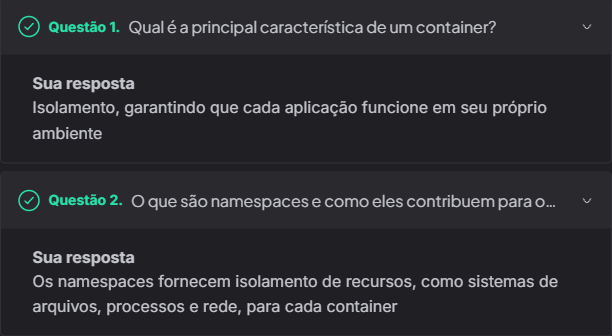 Questão 1. Qual é a principal característica de um container?
Sua resposta
Isolamento, garantindo que cada aplicação funcione em seu próprio
ambiente
Questão 2. O que são namespaces e como eles contribuem para o...
Sua resposta
Os namespaces fornecem isolamento de recursos, como sistemas de
arquivos, processos e rede, para cada container